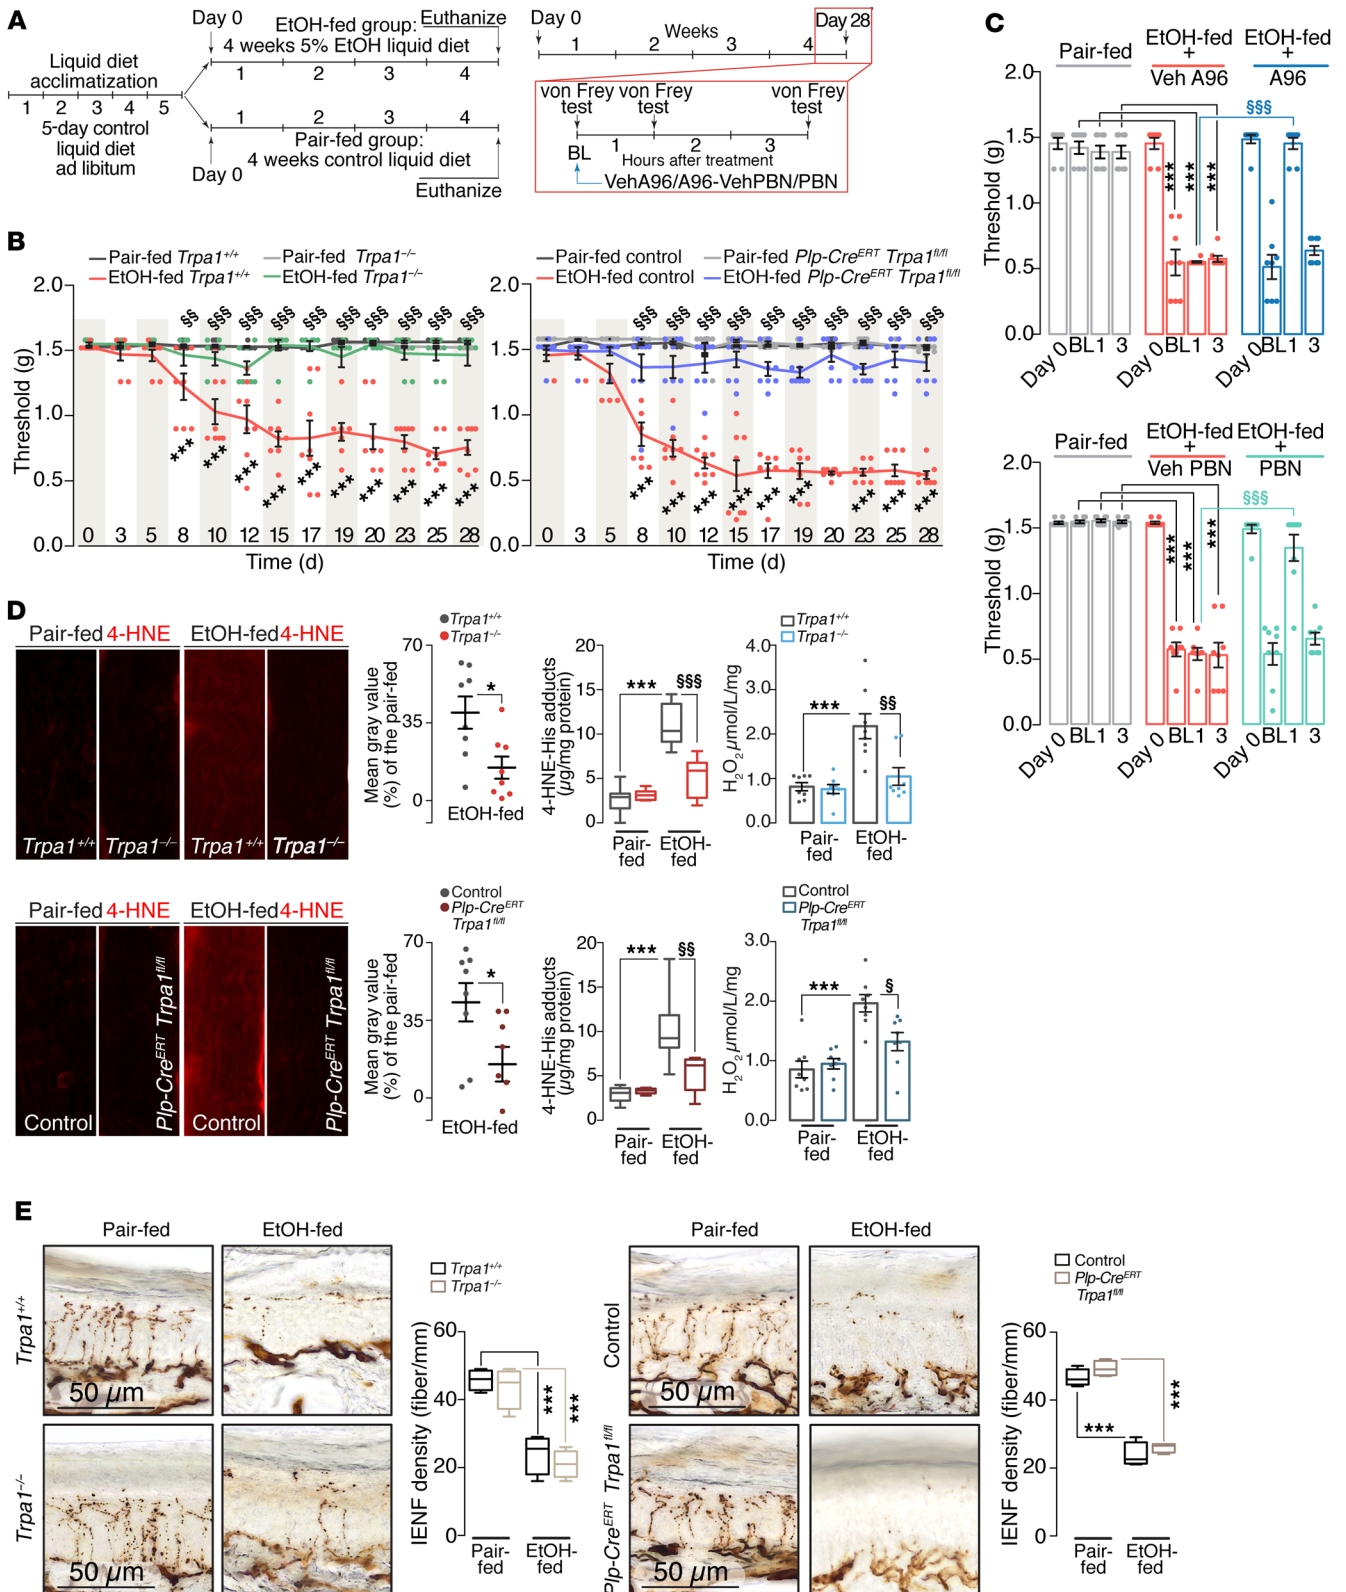 A
Day 0
EtOH-fed group:
Euthanize
4 weeks 5% EtOH liquid diet
1 2 3 4
Liquid diet
acclimatization
1 2 3 4 5
5-day control
liquid diet
ad libitum
1 2 3 4
Pair-fed group:
4 weeks control liquid diet
Day 0
Euthanize
Day 0
Weeks
Day 28
1 2 3 4
von Frey
test
von Frey
test
von Frey
test
1 2 3
BL
Hours after treatment
VehA96/A96-VehPBN/PBN
B
Pair-fed Trpa1+/+
Pair-fed Trpa1−/−
EtOH-fed Trpa1+/+
EtOH-fed Trpa1−/−
Threshold (g)
2.0
1.5
1.0
0.5
0.0
§§ §§§ §§§ §§§ §§§ §§§ §§§ §§§ §§§ §§§
*** *** *** *** *** *** *** *** *** ***
0 3 5 8 10 12 15 17 19 20 23 25 28
Time (d)
Pair-fed control
Pair-fed Plp-CreERT Trpa1fl/fl
EtOH-fed control
EtOH-fed Plp-CreERT Trpa1fl/fl
2.0
1.5
1.0
0.5
0.0
§§§ §§§ §§§ §§§ §§§ §§§ §§§ §§§ §§§ §§§
*** *** *** *** *** *** *** *** ***
0 3 5 8 10 12 15 17 19 20 23 25 28
Time (d)
C
Pair-fed
EtOH-fed
+
Veh A96
EtOH-fed
+
A96
Threshold (g)
2.0
1.5
1.0
0.5
0.0
§§§
*** *** ***
Day 0 BL 1 3
Day 0 BL 1 3
Day 0 BL 1 3
Pair-fed
EtOH-fed
+
Veh PBN
EtOH-fed
+
PBN
Threshold (g)
2.0
1.5
1.0
0.5
0.0
§§§
*** *** ***
Day 0 BL 1 3
Day 0 BL 1 3
Day 0 BL 1 3
D
Pair-fed 4-HNE
EtOH-fed 4-HNE
Trpa1+/+
Trpa1−/−
Trpa1+/+
Trpa1−/−
Trpa1+/+
Trpa1−/−
Mean gray value
(%) of the pair-fed
70
35
0
*
EtOH-fed
4-HNE-His adducts
(µg/mg protein)
20
15
10
5
0
*** §§§
Pair-
fed
EtOH-
fed
Trpa1+/+
Trpa1−/−
H2O2 µmol/L/mg
4.0
3.0
2.0
1.0
0.0
*** §§
Pair-
fed
EtOH-
fed
Pair-fed 4-HNE
EtOH-fed 4-HNE
Control
Plp-CreERT Trpa1fl/fl
Control
Plp-CreERT Trpa1fl/fl
Control
Plp-CreERT
Trpa1fl/fl
Mean gray value
(%) of the pair-fed
70
35
0
*
EtOH-fed
4-HNE-His adducts
(µg/mg protein)
20
15
10
5
0
*** §§
Pair-
fed
EtOH-
fed
Control
Plp-CreERT
Trpa1fl/fl
H2O2 µmol/L/mg
3.0
2.0
1.0
0.0
*** §
Pair-
fed
EtOH-
fed
E
Pair-fed
EtOH-fed
Trpa1+/+
50 µm
Trpa1−/−
50 µm
Trpa1+/+
Trpa1−/−
IENF density (fiber/mm)
60
40
20
0
*** ***
Pair-
fed
EtOH-
fed
Pair-fed
EtOH-fed
Control
50 µm
Plp-CreERT Trpa1fl/fl
50 µm
Control
Plp-CreERT
Trpa1fl/fl
IENF density (fiber/mm)
60
40
20
0
*** ***
Pair-
fed
EtOH-
fed